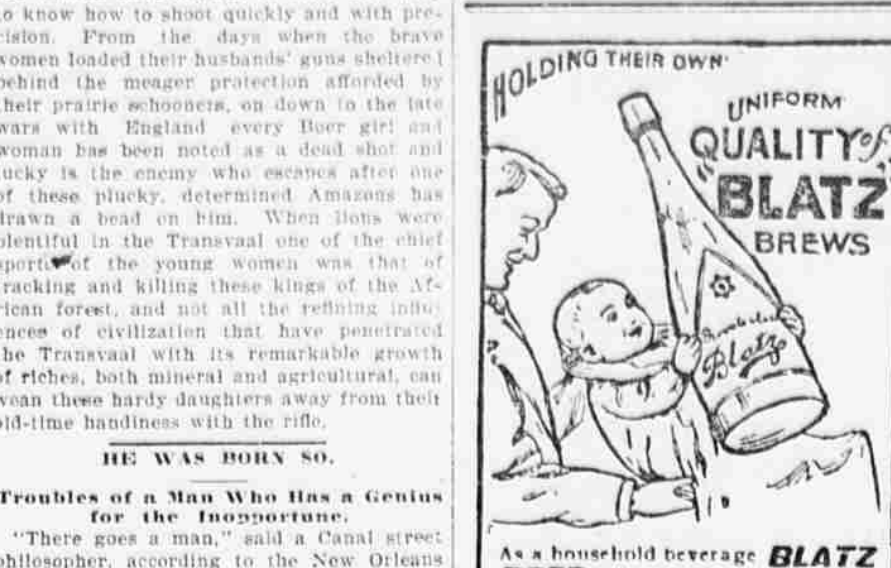 to know how to shoot quickly and with pre-
cision. From the days when the brave
women loaded their husbands' guns sheltered
behind the meager protection afforded by
their prairie schooners, on down to the late
wars with England every Boer girl and
woman has been noted as a dead shot and
lucky is the enemy who escapes after one
of these plucky, determined Amazons has
drawn a bead on him. When lions were
plentiful in the Transvaal one of the chief
sports of the young women was that of
tracking and killing these kings of the Af-
rican forest, and not all the refining influ-
ences of civilization that have penetrated
the Transvaal with its remarkable growth
of riches, both mineral and agricultural, can
wean these hardy daughters away from their
old-time handiness with the rifle.
HE WAS BORN SO.
Troubles of a Man Who Has a Genius
for the Inopportune.
"There goes a man," said a Canal street
philosopher, according to the New Orleans
HOLDING THEIR OWN
UNIFORM
QUALITY of
"BLATZ"
BREWS
Blatz
As a household beverage BLATZ